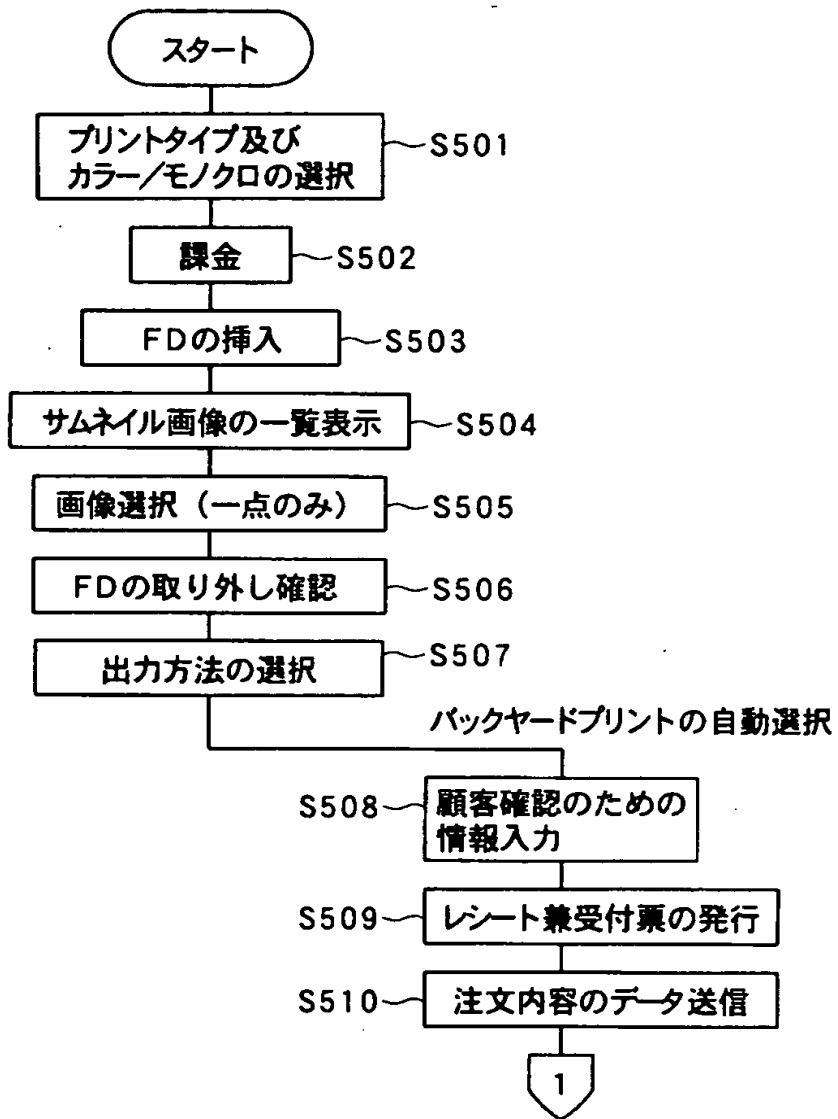 スタート
プリントタイプ及び
カラー/モノクロの選択
S501
課金
S502
FDの挿入
S503
サムネイル画像の一覧表示
S504
画像選択(一点のみ)
S505
FDの取り外し確認
S506
出力方法の選択
S507
バックヤードプリントの自動選択
S508
顧客確認のための
情報入力
S509
レシート兼受付票の発行
S510
注文内容のデータ送信
1